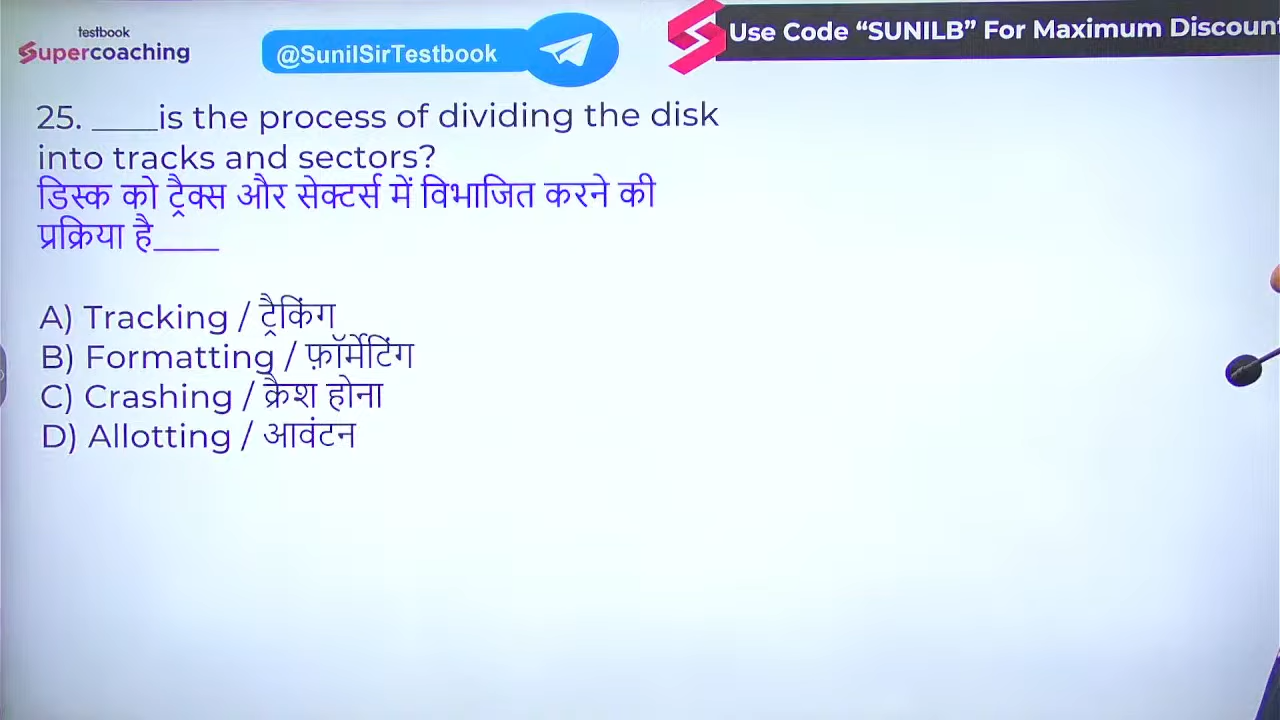 testbook
Supercoaching
@SunilSirTestbook
Use Code “SUNILB” For Maximum Discoun
25. ____is the process of dividing the disk
into tracks and sectors?
डिस्क को ट्रैक्स और सेक्टर्स में विभाजित करने की
प्रक्रिया है____
A) Tracking / ट्रैकिंग
B) Formatting / फ़ॉर्मेटिंग
C) Crashing / क्रैश होना
D) Allotting / आवंटन